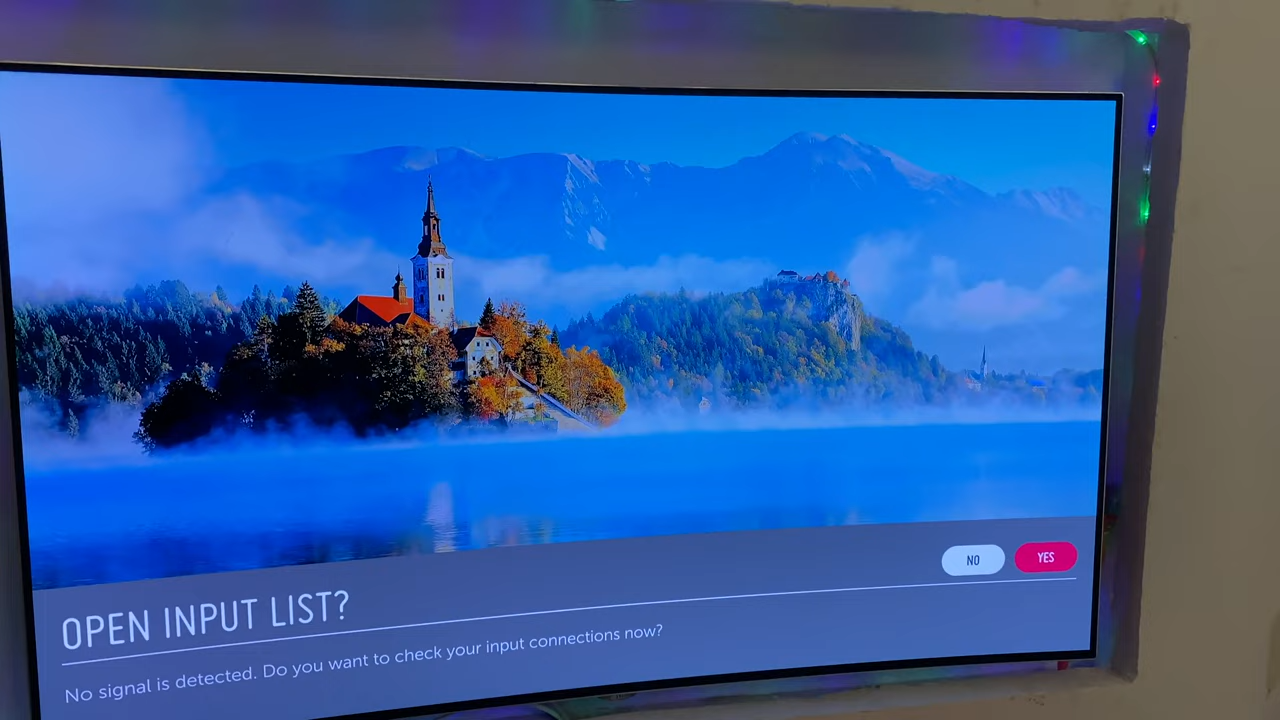 NO
YES
OPEN INPUT LIST?
No signal is detected. Do you want to check your input connections now?